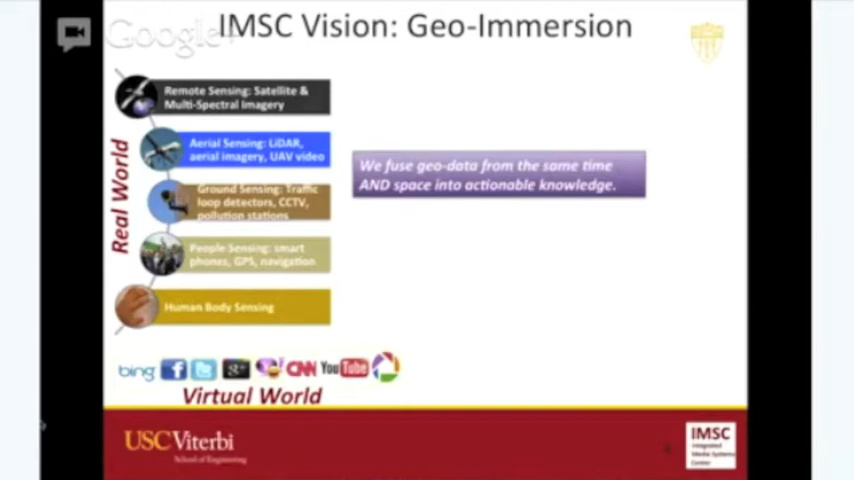 Google+
IMSC Vision: Geo-Immersion
Remote Sensing: Satellite &
Multi-Spectral Imagery
Aerial Sensing: LiDAR,
aerial imagery, UAV video
Ground Sensing: Traffic
loop detectors, CCTV,
pollution stations
People Sensing: smart
phones, GPS, navigation
Human Body Sensing
Real World
We fuse geo-data from the same time
AND space into actionable knowledge.
bing f g+ CNN YouTube
Virtual World
USC Viterbi
School of Engineering
IMSC
Integrated
Media Systems
Center